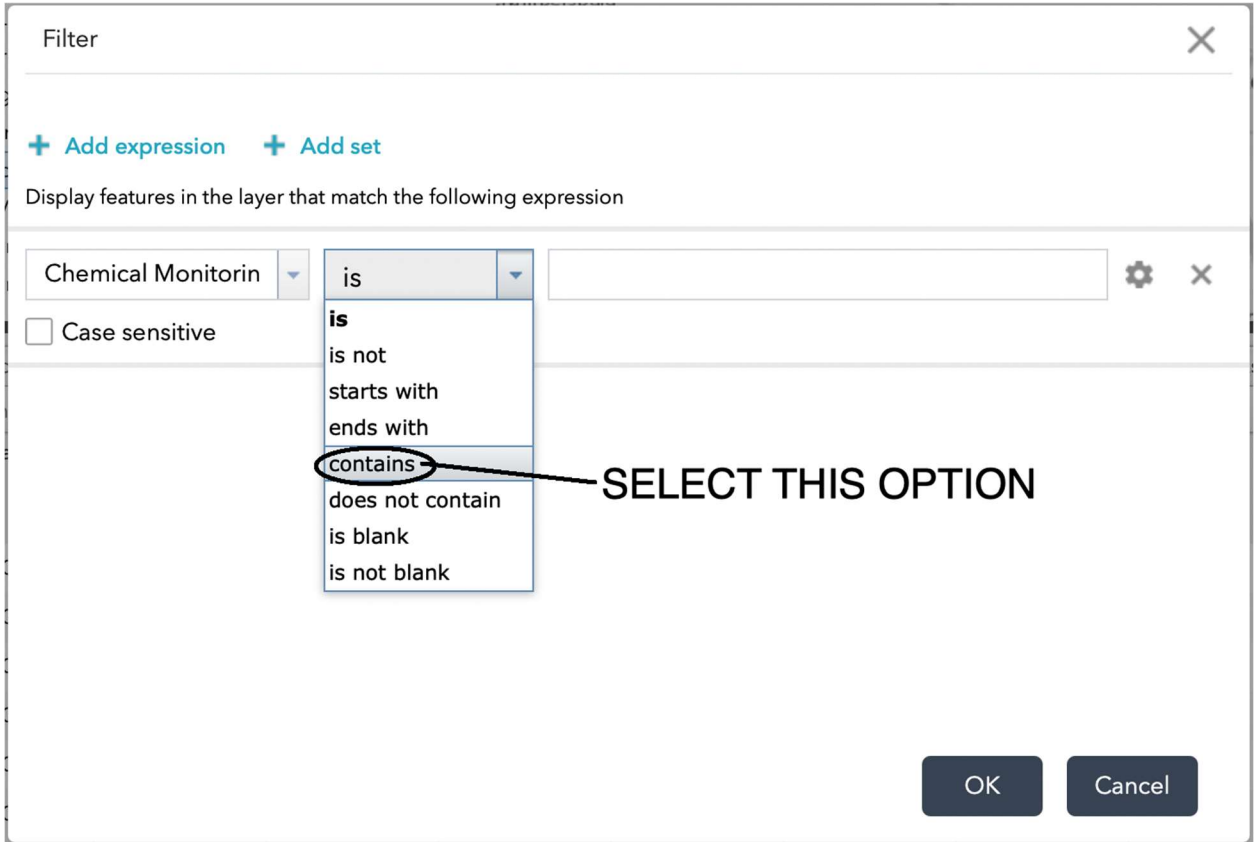 Filter
Add expression Add set
Display features in the layer that match the following expression
Chemical Monitorin is
Case sensitive
is
is not
starts with
ends with
contains
SELECT THIS OPTION
does not contain
is blank
is not blank
OK Cancel